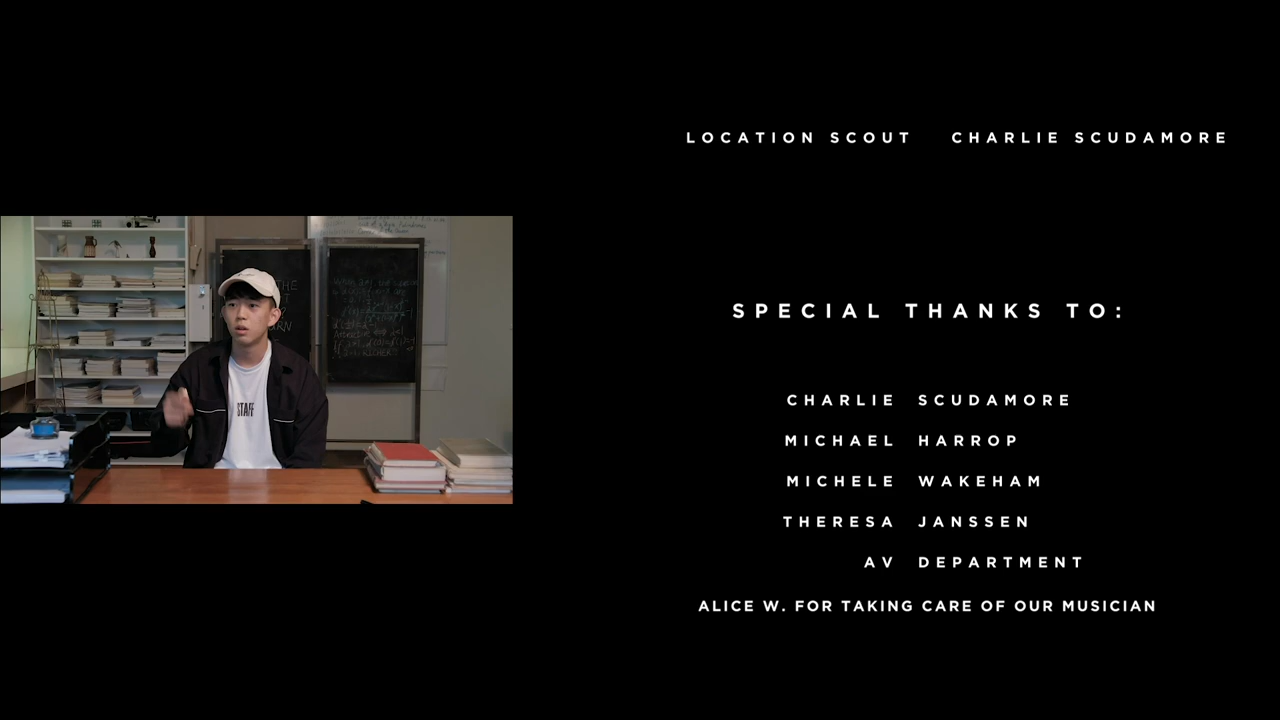 LOCATION SCOUT CHARLIE SCUDAMORE
SPECIAL THANKS TO:
CHARLIE SCUDAMORE
MICHAEL HARROP
MICHELE WAKEHAM
THERESA JANSSEN
AV DEPARTMENT
ALICE W. FOR TAKING CARE OF OUR MUSICIAN
STAFF